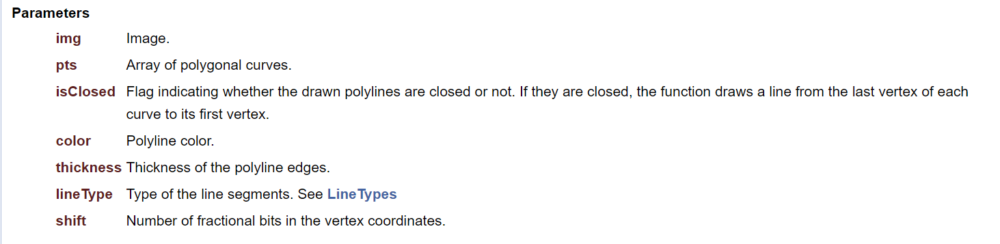 Parameters
img Image.
pts Array of polygonal curves.
isClosed Flag indicating whether the drawn polylines are closed or not. If they are closed, the function draws a line from the last vertex of each
curve to its first vertex.
color Polyline color.
thickness Thickness of the polyline edges.
lineType Type of the line segments. See LineTypes
shift Number of fractional bits in the vertex coordinates.